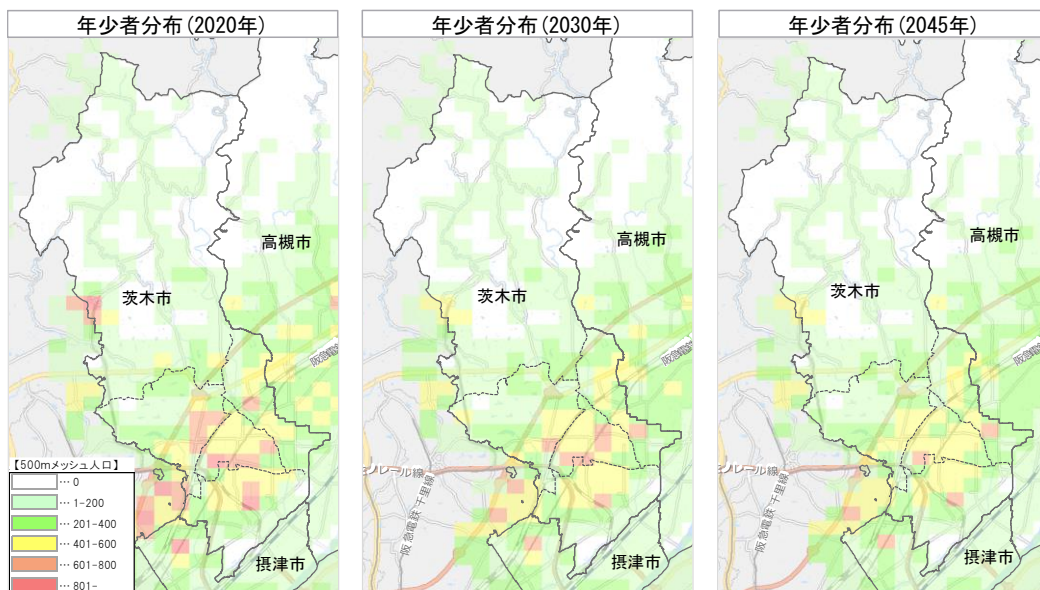 年少者分布(2020年)
年少者分布(2030年)
年少者分布(2045年)
高槻市
高槻市
高槻市
茨木市
茨木市
茨木市
【500mメッシュ人口】
… 0
… 1-200
… 201-400
… 401-600
… 601-800
… 801-
ノレール線
ノレール線
阪急電鉄千里線
阪急電鉄千里線
摂津市
摂津市
摂津市